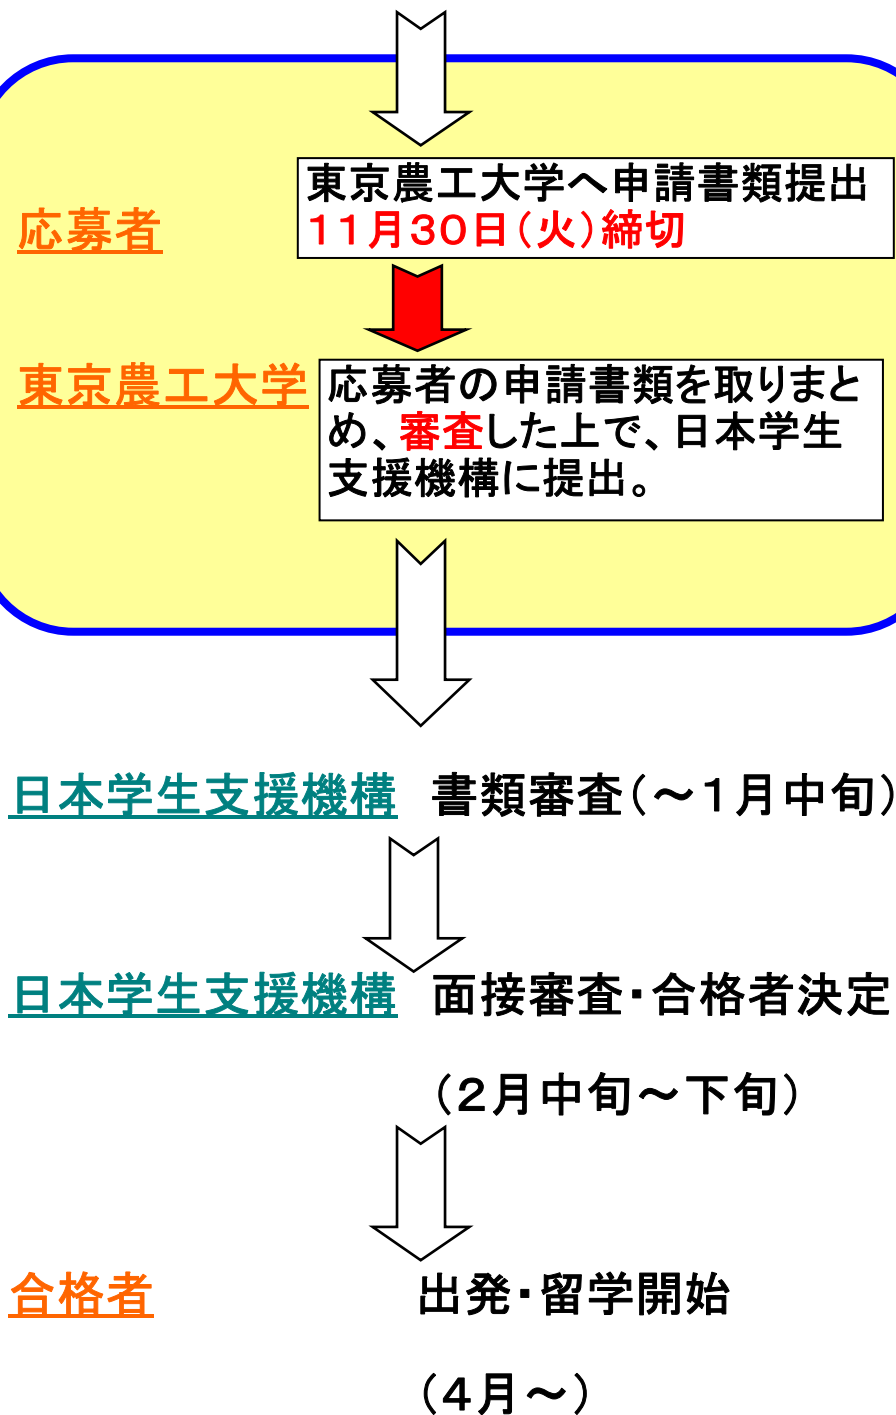 東京農工大学へ申請書類提出
応募者
11月30日(火)締切
東京農工大学
応募者の申請書類を取りまと
め、審査した上で、日本学生
支援機構に提出。
日本学生支援機構 書類審査(～1月中旬)
日本学生支援機構 面接審査・合格者決定
(2月中旬～下旬)
合格者 出発・留学開始
(4月～)